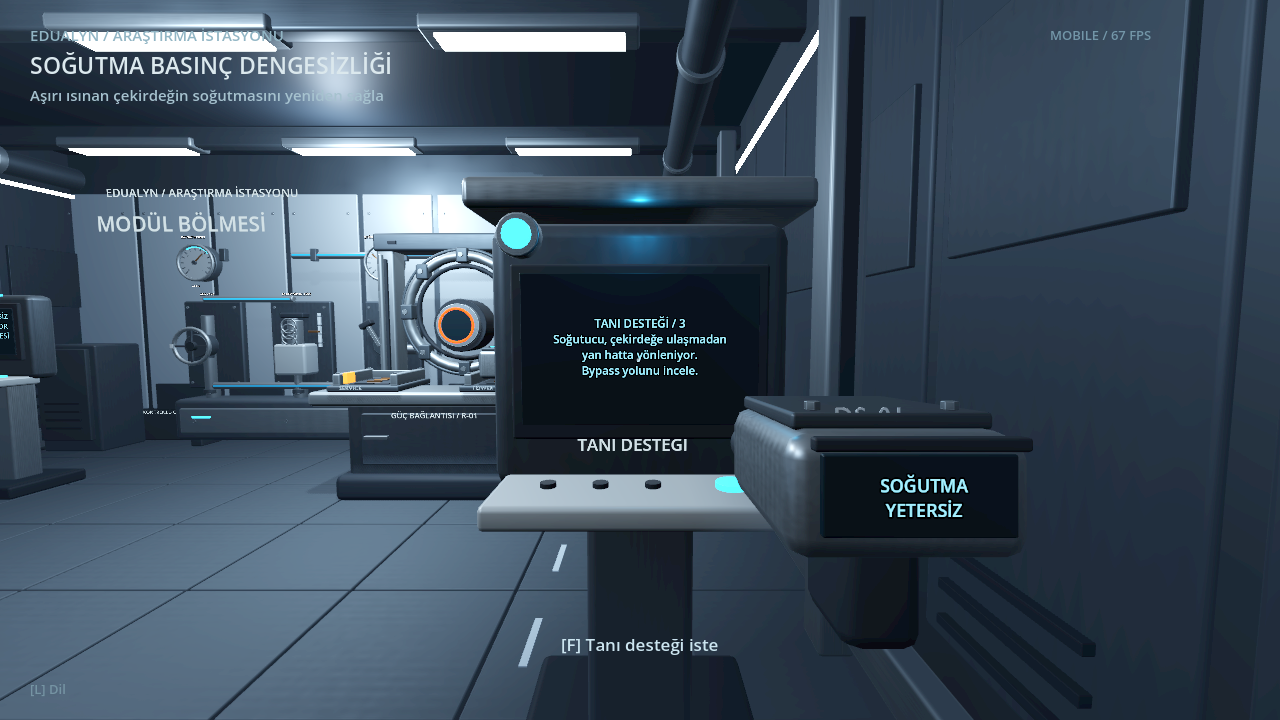 EDUALYN / ARAŞTIRMA İSTASYONU
MOBILE / 67 FPS
SOĞUTMA BASINÇ DENGESİZLİĞİ
Aşırı ısınan çekirdeğin soğutmasını yeniden sağla
EDUALYN / ARAŞTIRMA İSTASYONU
MODÜL BÖLMESİ
TANI DESTEĞİ / 3
Soğutucu, çekirdeğe ulaşmadan
yan hatta yönleniyor.
Bypass yolunu incele.
GÜÇ BAĞLANTISI / R-01
TANI DESTEGI
SOĞUTMA
YETERSİZ
[F] Tanı desteği iste
[L] Dil